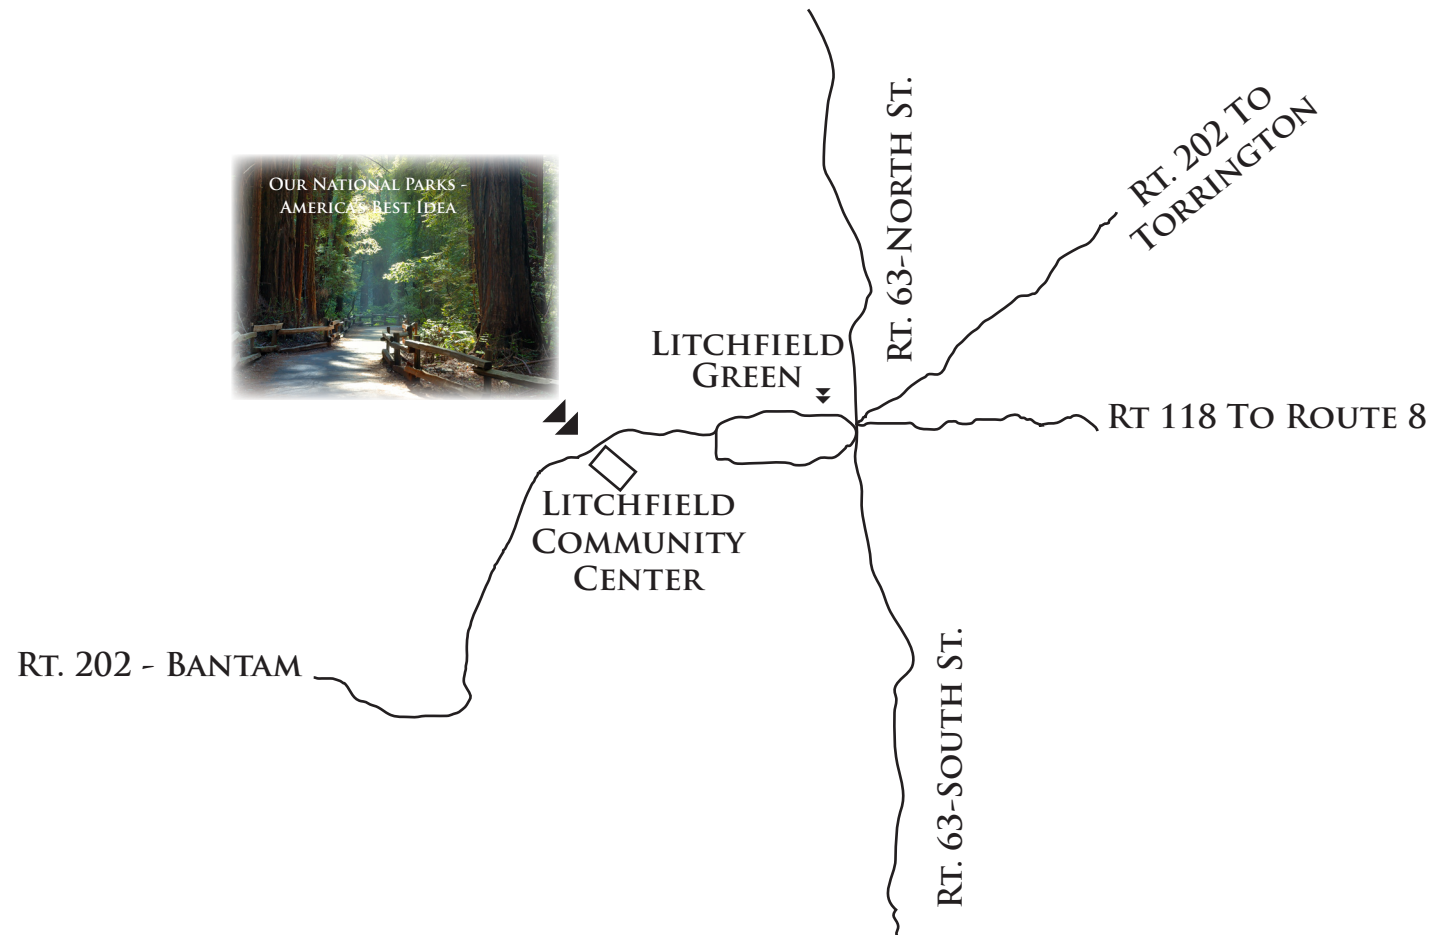 Our National Parks -
America's Best Idea
Rt. 63-North St.
Rt. 202 To
Torrington
Litchfield
Green
Rt 118 To Route 8
Litchfield
Community
Center
Rt. 202 - Bantam
Rt. 63-South St.